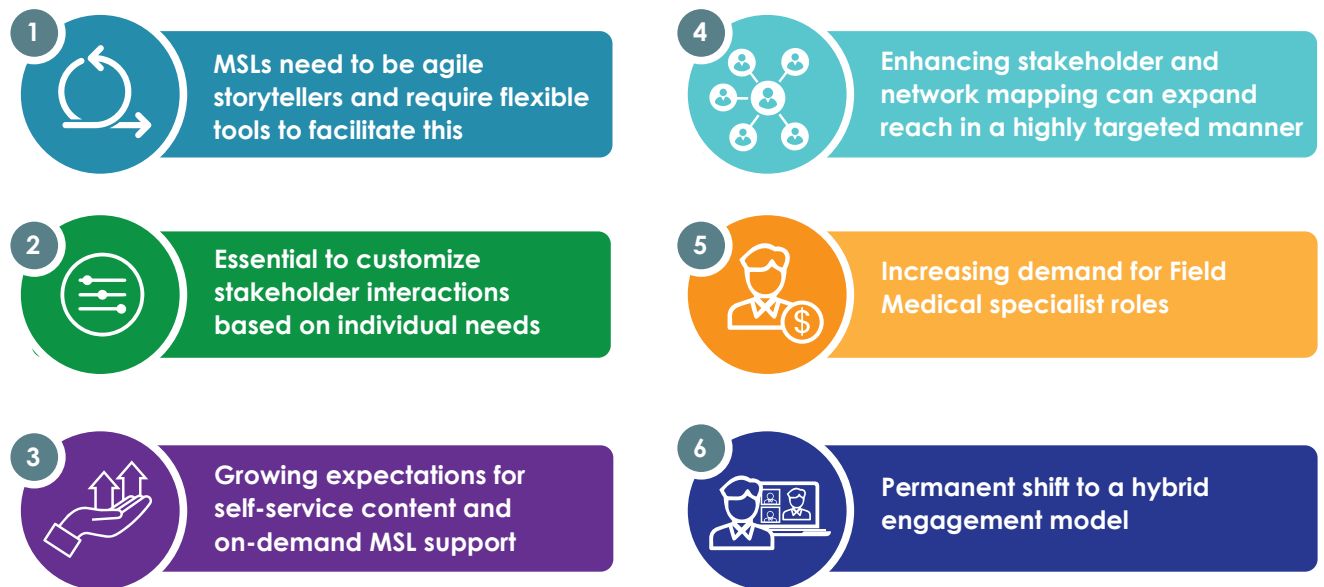 1
MSLs need to be agile
storytellers and require flexible
tools to facilitate this
2
Essential to customize
stakeholder interactions
based on individual needs
3
Growing expectations for
self-service content and
on-demand MSL support
4
Enhancing stakeholder and
network mapping can expand
reach in a highly targeted manner
5
Increasing demand for Field
Medical specialist roles
$
6
Permanent shift to a hybrid
engagement model